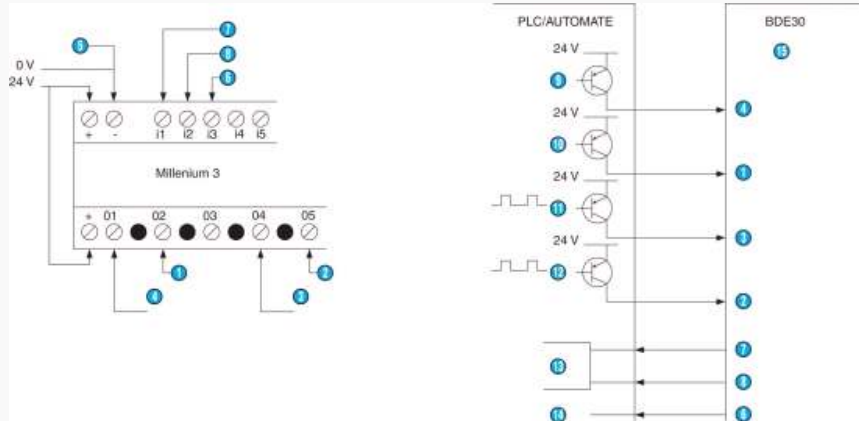 7
5
8
0 V
6
24 V
+ - i1 i2 i3 i4 i5
Millenium 3
+ 01 02 03 04 05
1
2
4
3
PLC/AUTOMATE
BDE30
24 V
15
9
4
24 V
10
1
24 V
11
3
24 V
12
2
7
13
8
14
6